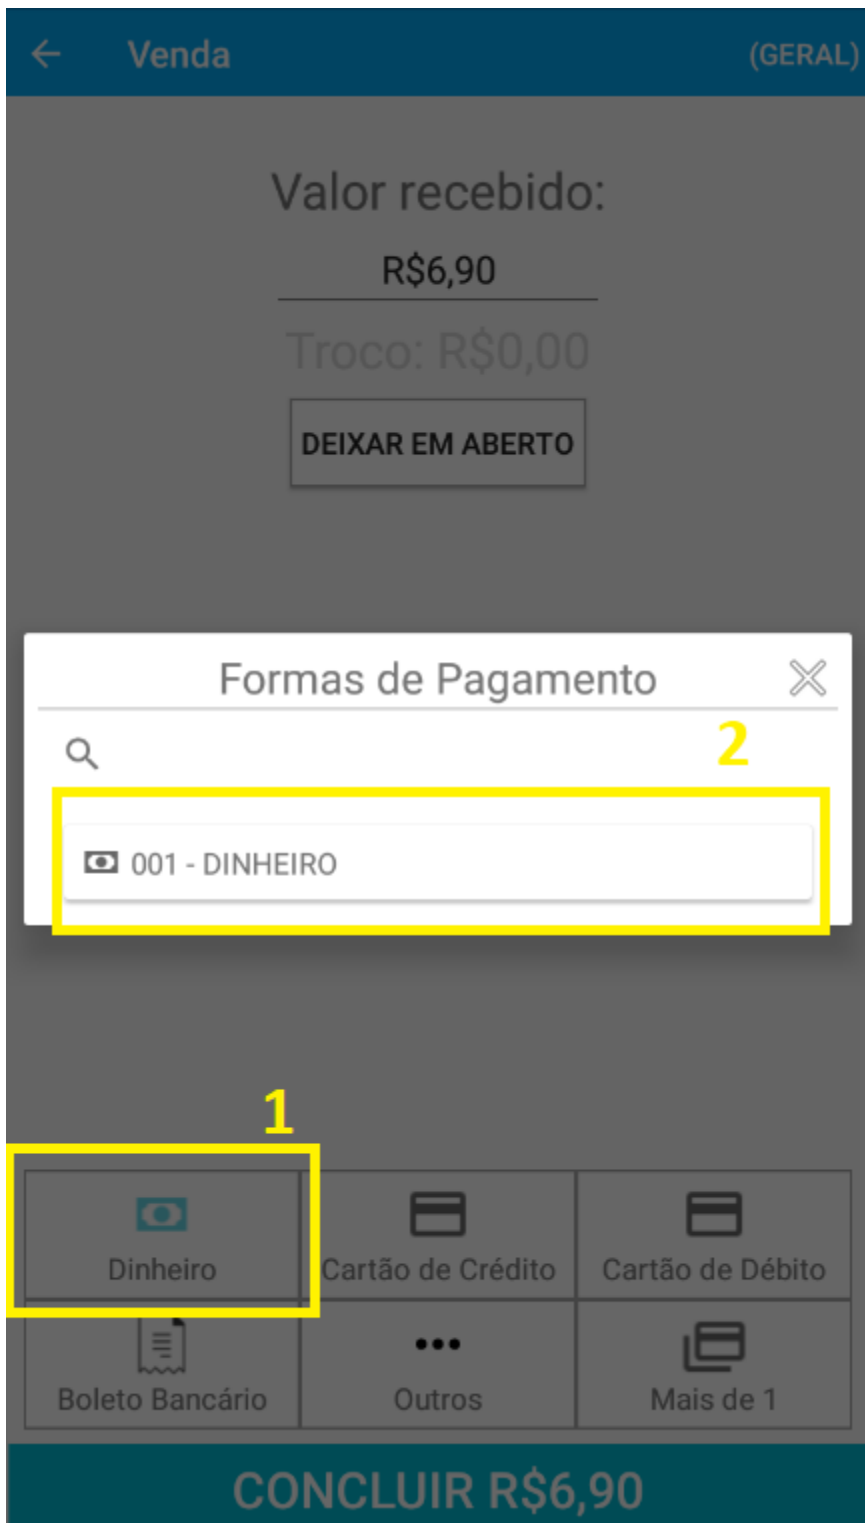 Venda (GERAL)
Valor recebido:
R$6,90
Troco: R$0,00
DEIXAR EM ABERTO
Formas de Pagamento
2
001 - DINHEIRO
1
Dinheiro Cartão de Crédito Cartão de Débito
Boleto Bancário Outros Mais de 1
CONCLUIR R$6,90